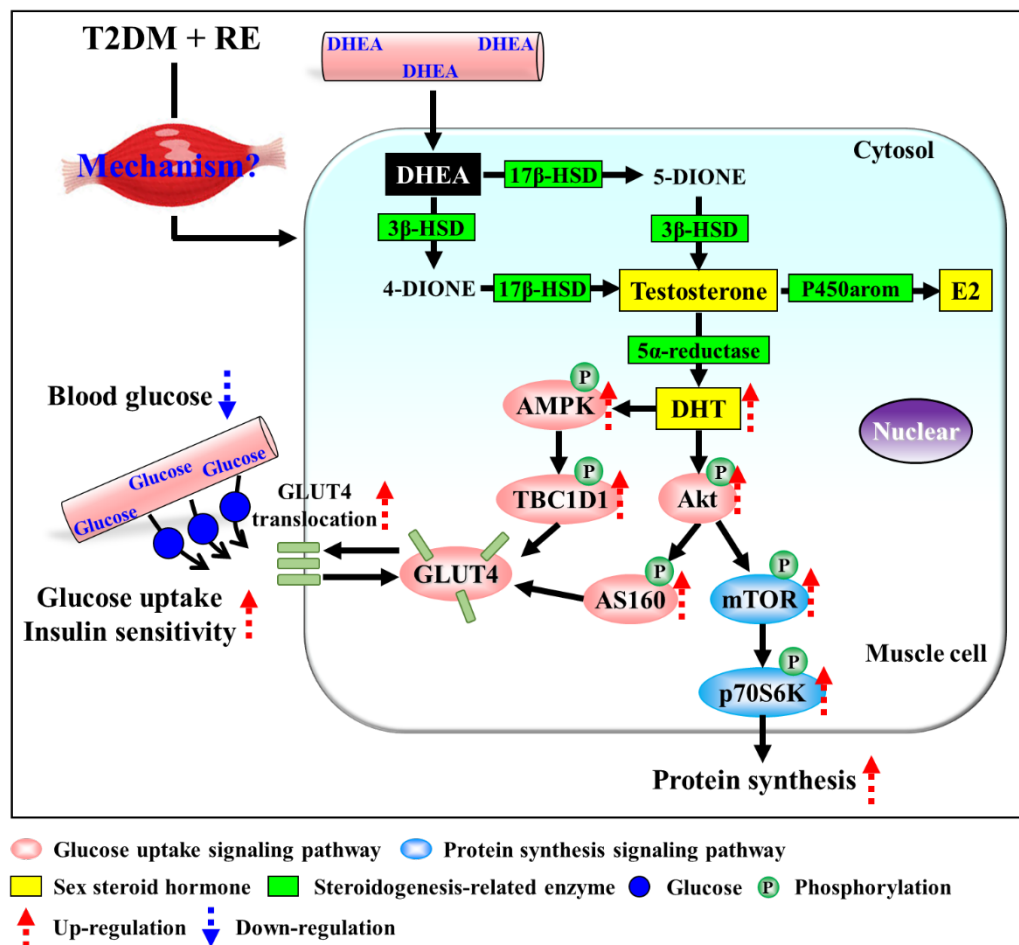 T2DM + RE
Mechanism?
DHEA
DHEA
DHEA
Cytosol
DHEA
17β-HSD
5-DIONE
3β-HSD
3β-HSD
4-DIONE
17β-HSD
Testosterone
P450arom
E2
5α-reductase
P
AMPK
DHT
Nuclear
Blood glucose
Glucose
Glucose
Glucose
P
TBC1D1
P
Akt
GLUT4
translocation
GLUT4
P
AS160
P
mTOR
Glucose uptake
Insulin sensitivity
Muscle cell
P
p70S6K
Protein synthesis
Glucose uptake signaling pathway
Protein synthesis signaling pathway
Sex steroid hormone
Steroidogenesis-related enzyme
Glucose
P
Phosphorylation
Up-regulation
Down-regulation